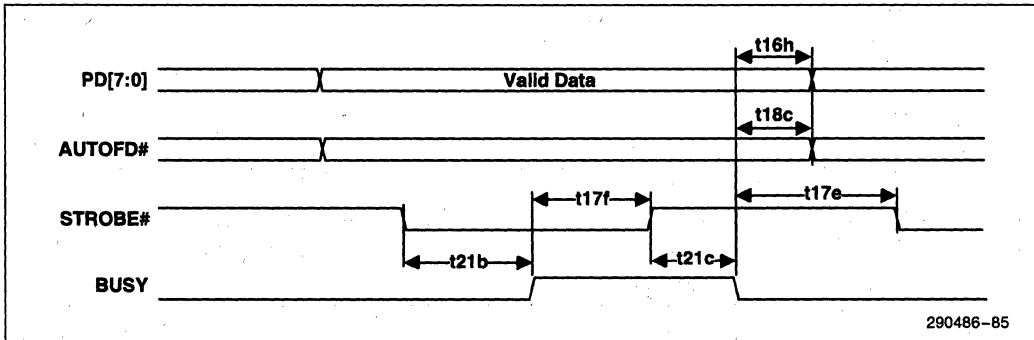 t16h
PD[7:0]
Valid Data
t18c
AUTOFD#
t17f
t17e
STROBE#
t21b
t21c
BUSY
290486-85